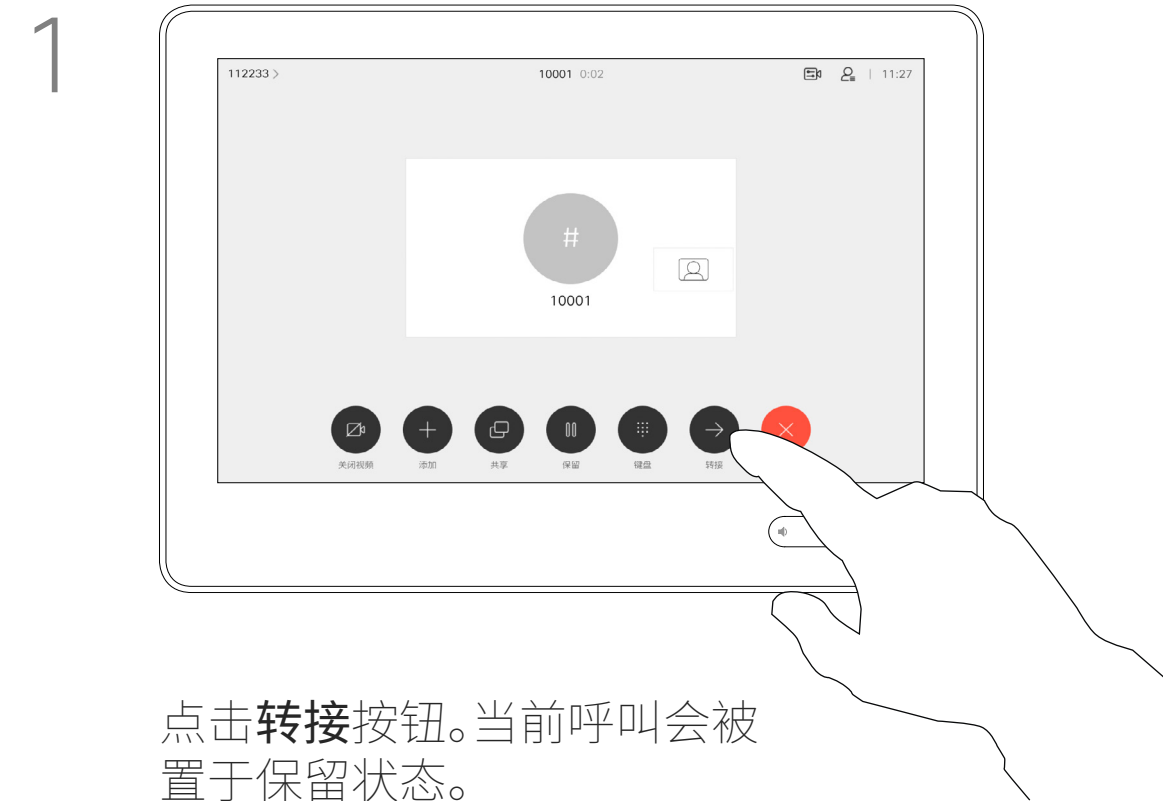 1
112233 >
10001 0:02
| 11:27
#
10001
关闭视频
添加
共享
保留
键盘
转接
点击转接按钮。当前呼叫会被
置于保留状态。